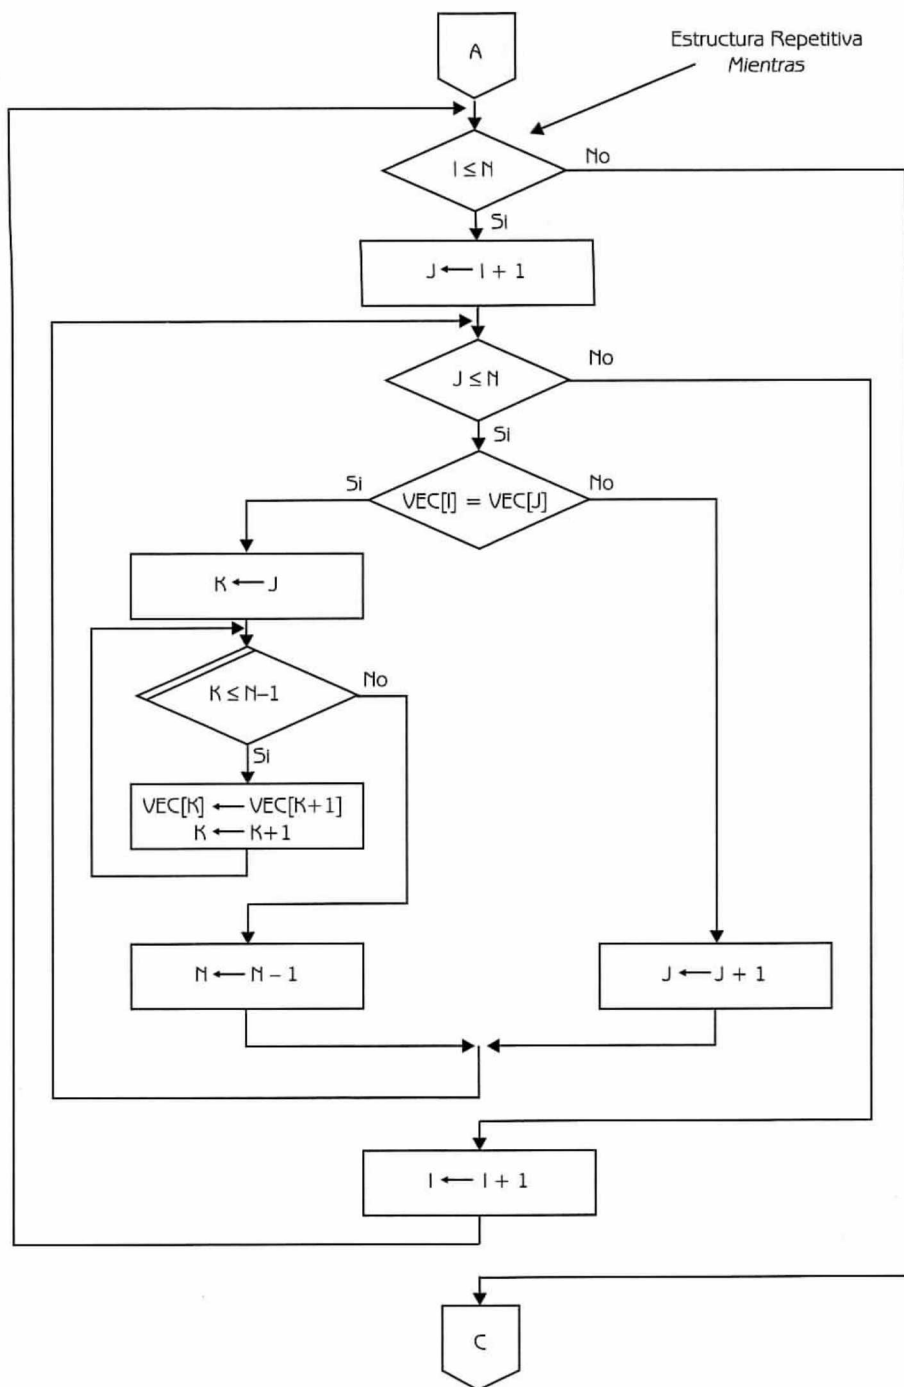 A
Estructura Repetitiva
Mientras
I ≤ N
No
Si
J ← I + 1
J ≤ N
No
Si
VEC[I] = VEC[J]
Si
No
K ← J
K ≤ N–1
No
Si
VEC[K] ← VEC[K+1]
K ← K+1
N ← N – 1
J ← J + 1
I ← I + 1
C